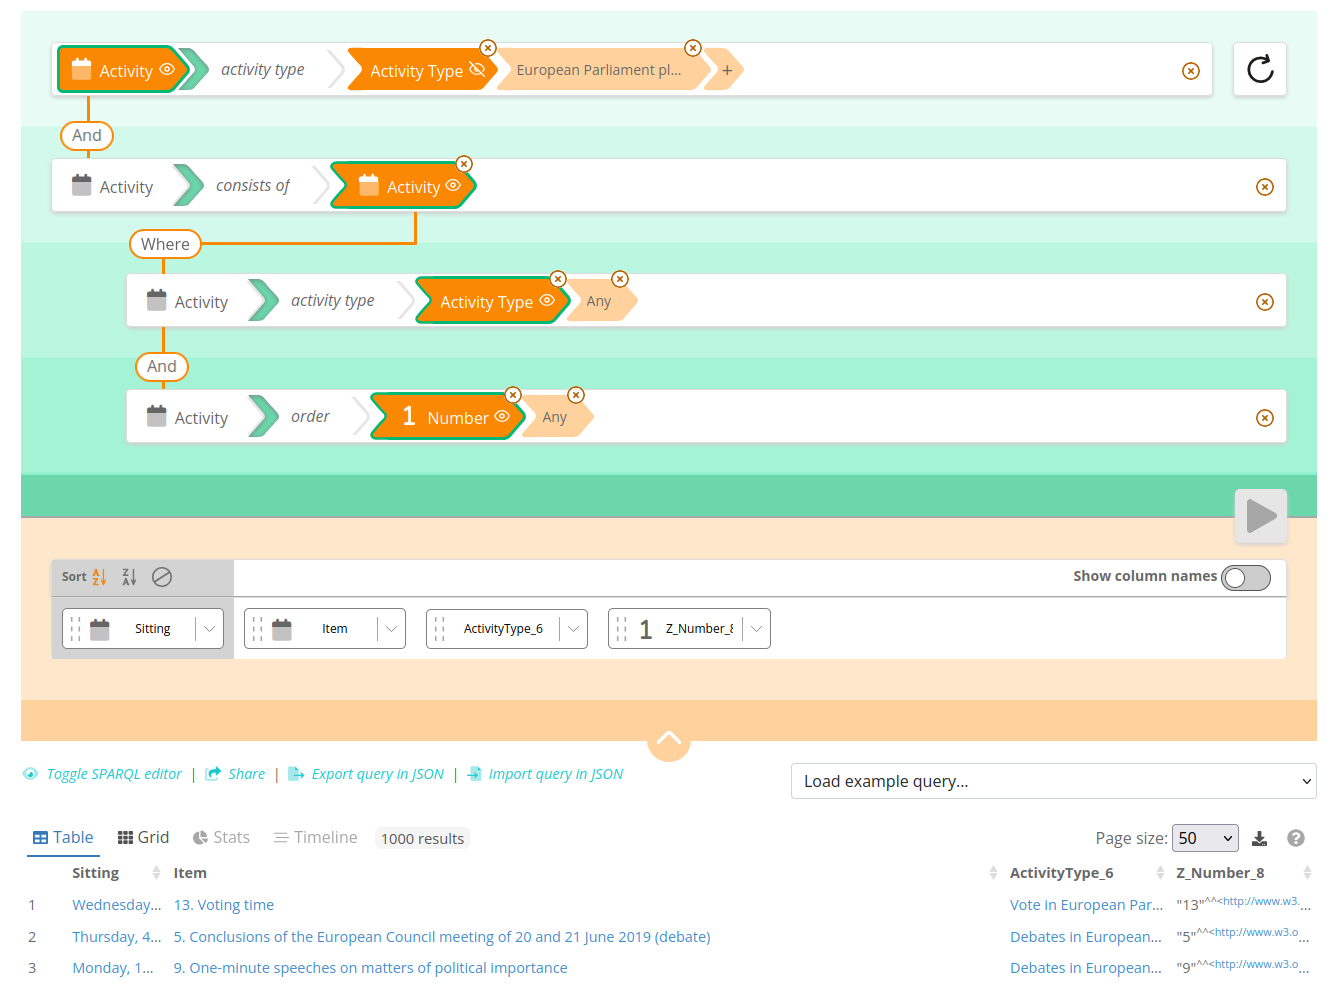 Activity activity type Activity Type European Parliament pl... +
And
Activity consists of Activity
Where
Activity activity type Activity Type Any
And
Activity order 1 Number Any
Sort A Z Z A Show column names
Sitting Item ActivityType_6 1 Z_Number_8
Toggle SPARQL editor | Share | Export query in JSON | Import query in JSON
Load example query...
Table Grid Stats Timeline 1000 results Page size: 50 ?
Sitting Item ActivityType_6 Z_Number_8
1 Wednesday... 13. Voting time Vote in European Par... "13"^^<http://www.w3....
2 Thursday, 4... 5. Conclusions of the European Council meeting of 20 and 21 June 2019 (debate) Debates in European... "5"^^<http://www.w3.o...
3 Monday, 1... 9. One-minute speeches on matters of political importance Debates in European... "9"^^<http://www.w3.o...